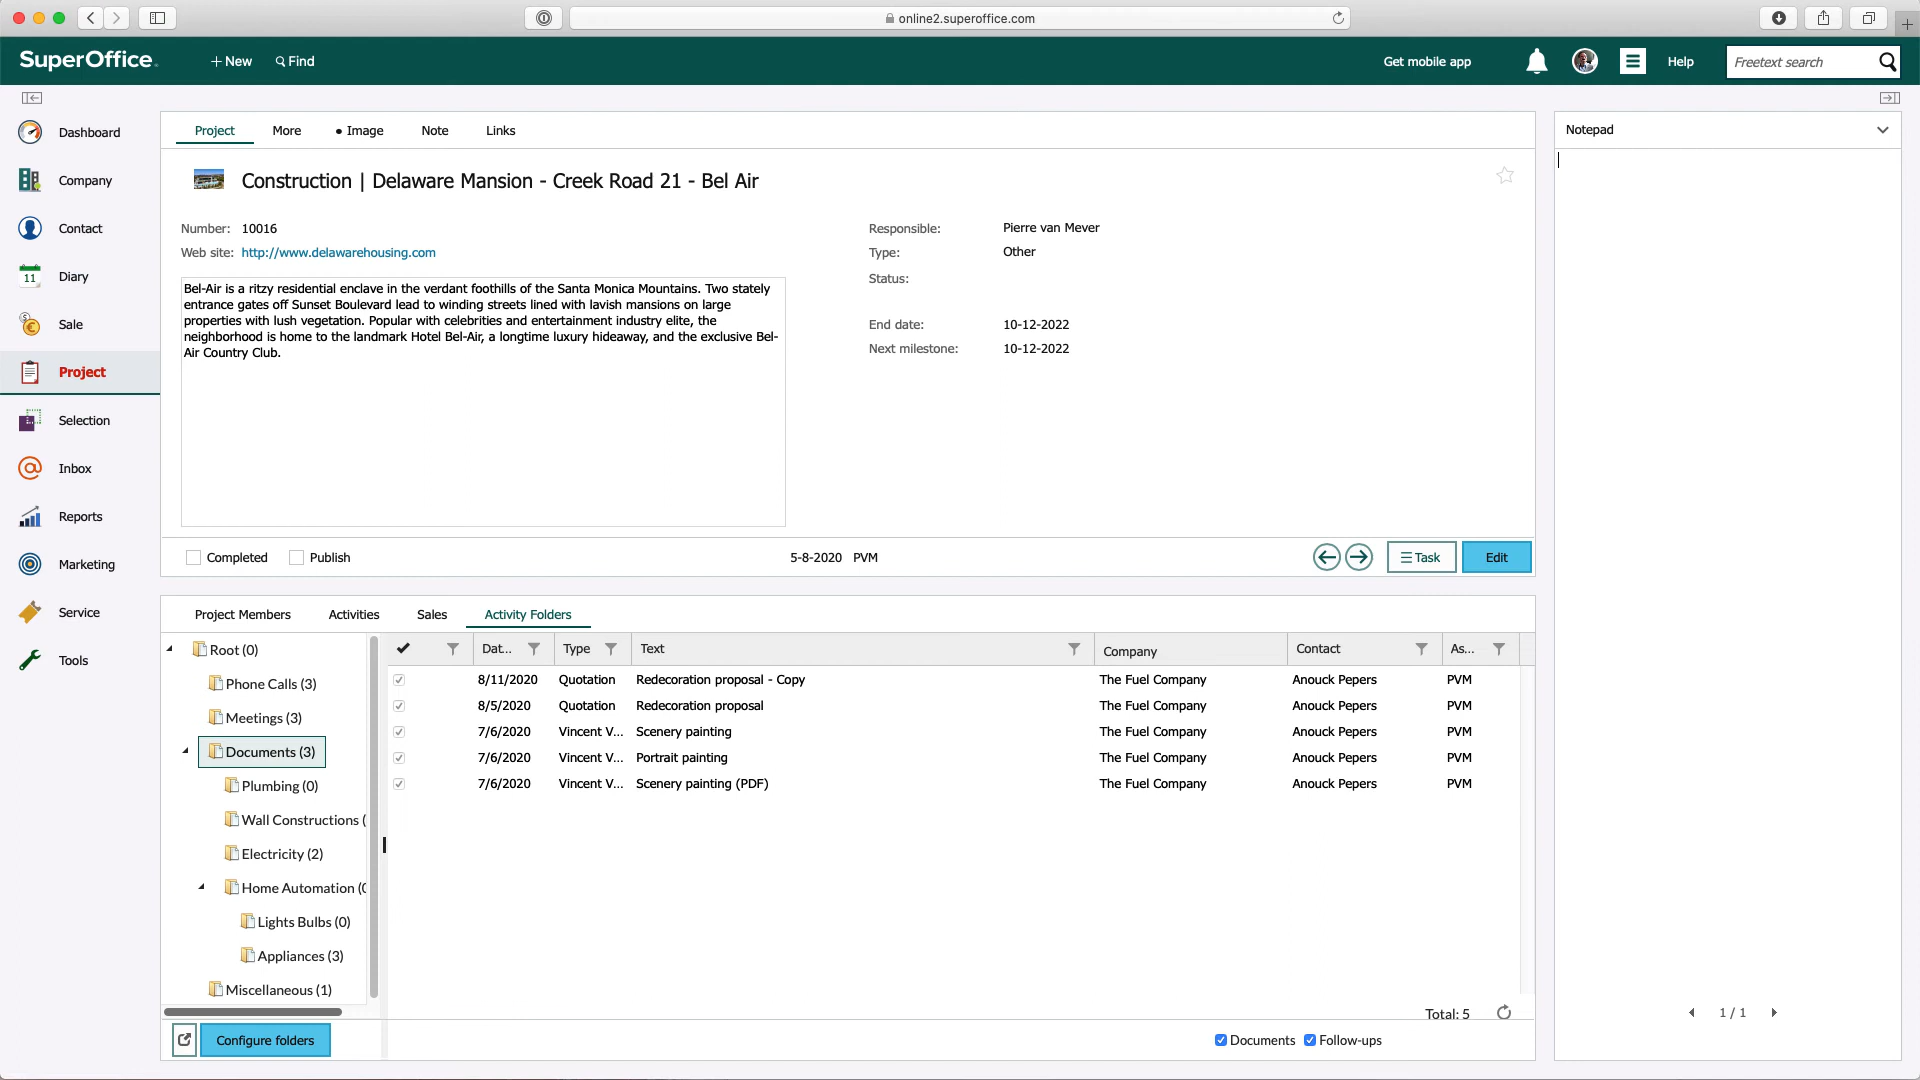 online2.superoffice.com
SuperOffice.
+ New
Find
Get mobile app
Help
Freetext search
Dashboard
Company
Contact
11
Diary
Sale
Project
Selection
Inbox
Reports
Marketing
Service
Tools
Project
More
• Image
Note
Links
Construction | Delaware Mansion - Creek Road 21 - Bel Air
Number: 10016
Web site: http://www.delawarehousing.com
Bel-Air is a ritzy residential enclave in the verdant foothills of the Santa Monica Mountains. Two stately
entrance gates off Sunset Boulevard lead to winding streets lined with lavish mansions on large
properties with lush vegetation. Popular with celebrities and entertainment industry elite, the
neighborhood is home to the landmark Hotel Bel-Air, a longtime luxury hideaway, and the exclusive Bel-
Air Country Club.
Responsible: Pierre van Mever
Type: Other
Status:
End date: 10-12-2022
Next milestone: 10-12-2022
Completed
Publish
5-8-2020 PVM
Task
Edit
Project Members
Activities
Sales
Activity Folders
Root (0)
Phone Calls (3)
Meetings (3)
Documents (3)
Plumbing (0)
Wall Constructions (
Electricity (2)
Home Automation (0
Lights Bulbs (0)
Appliances (3)
Miscellaneous (1)
Configure folders
Dat... Type Text Company Contact As...
8/11/2020 Quotation Redecoration proposal - Copy The Fuel Company Anouck Pepers PVM
8/5/2020 Quotation Redecoration proposal The Fuel Company Anouck Pepers PVM
7/6/2020 Vincent V... Scenery painting The Fuel Company Anouck Pepers PVM
7/6/2020 Vincent V... Portrait painting The Fuel Company Anouck Pepers PVM
7/6/2020 Vincent V... Scenery painting (PDF) The Fuel Company Anouck Pepers PVM
Total: 5
Documents
Follow-ups
Notepad
1 / 1